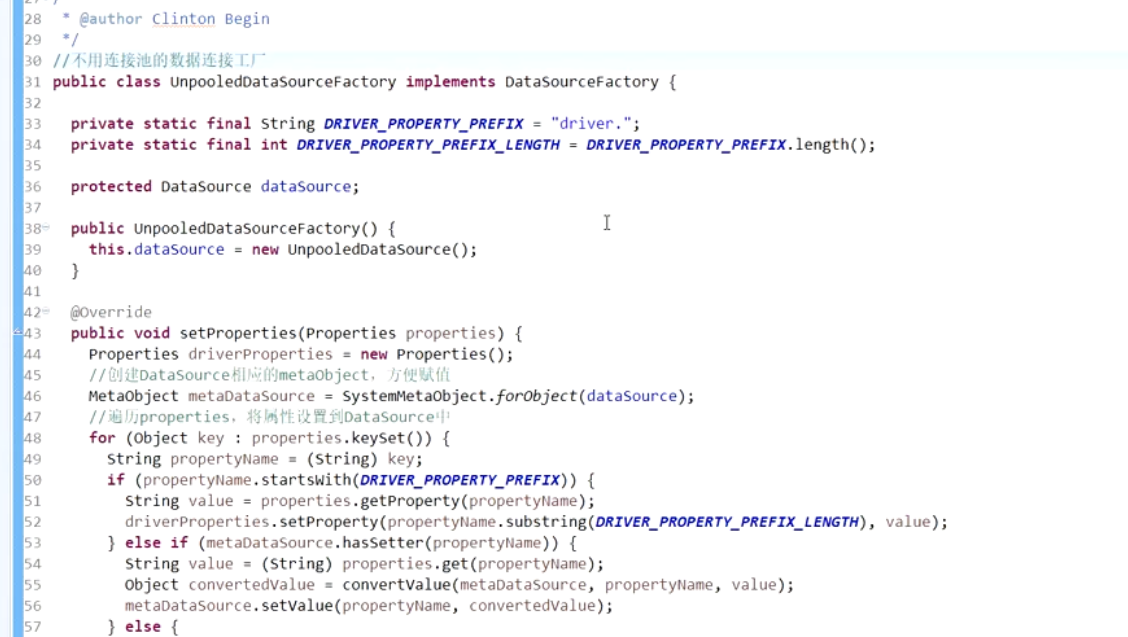 28 * @author Clinton Begin
29 */
30 //不用连接池的数据连接工厂
31 public class UnpooledDataSourceFactory implements DataSourceFactory {
32
33 private static final String DRIVER_PROPERTY_PREFIX = "driver.";
34 private static final int DRIVER_PROPERTY_PREFIX_LENGTH = DRIVER_PROPERTY_PREFIX.length();
35
36 protected DataSource dataSource;
37
38 public UnpooledDataSourceFactory() {
39 this.dataSource = new UnpooledDataSource();
40 }
41
42 @Override
43 public void setProperties(Properties properties) {
44 Properties driverProperties = new Properties();
45 //创建DataSource相应的metaObject，方便赋值
46 MetaObject metaDataSource = SystemMetaObject.forObject(dataSource);
47 //遍历properties，将属性设置到DataSource中
48 for (Object key : properties.keySet()) {
49 String propertyName = (String) key;
50 if (propertyName.startsWith(DRIVER_PROPERTY_PREFIX)) {
51 String value = properties.getProperty(propertyName);
52 driverProperties.setProperty(propertyName.substring(DRIVER_PROPERTY_PREFIX_LENGTH), value);
53 } else if (metaDataSource.hasSetter(propertyName)) {
54 String value = (String) properties.get(propertyName);
55 Object convertedValue = convertValue(metaDataSource, propertyName, value);
56 metaDataSource.setValue(propertyName, convertedValue);
57 } else {